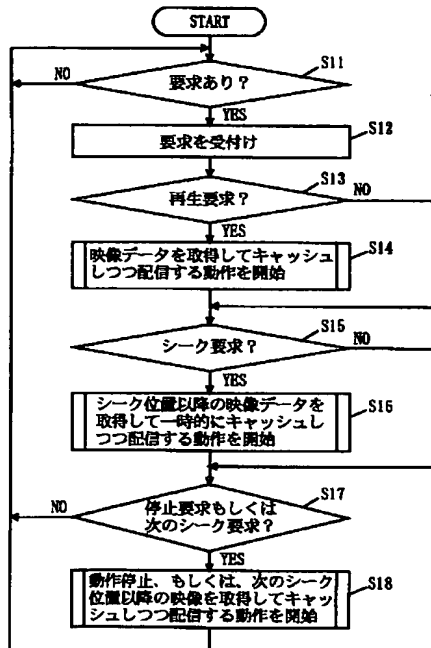 START
S11
NO
要求あり?
YES
S12
要求を受付け
S13
NO
再生要求?
YES
S14
映像データを取得してキャッシュ
しつつ配信する動作を開始
S15
シーク要求?
NO
YES
シーク位置以降の映像データを
取得して一時的にキャッシュし
つつ配信する動作を開始
S16
S17
NO
停止要求もしくは
次のシーク要求?
YES
動作停止、もしくは、次のシーク
位置以降の映像を取得してキャッ
シュしつつ配信する動作を開始
S18